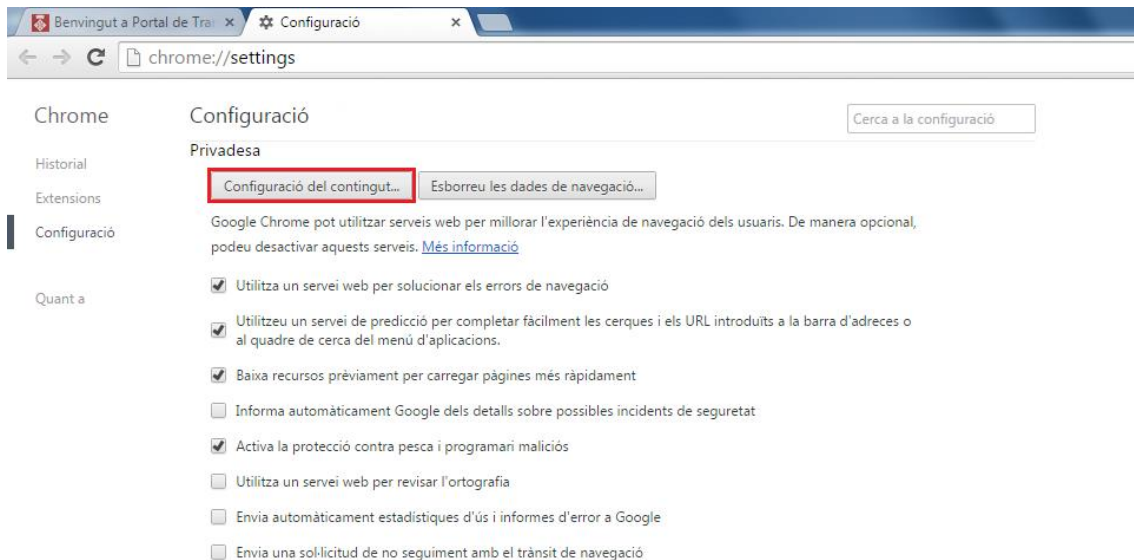 Benvingut a Portal de Tra
Configuració
chrome://settings
Chrome
Configuració
Cerca a la configuració
Historial
Extensions
Configuració
Quant a
Privadesa
Configuració del contingut...
Esborreu les dades de navegació...
Google Chrome pot utilitzar serveis web per millorar l'experiència de navegació dels usuaris. De manera opcional,
podeu desactivar aquests serveis. Més informació
Utilitza un servei web per solucionar els errors de navegació
Utilitzeu un servei de predicció per completar fàcilment les cerques i els URL introduïts a la barra d'adreces o
al quadre de cerca del menú d'aplicacions.
Baixa recursos prèviament per carregar pàgines més ràpidament
Informa automàticament Google dels detalls sobre possibles incidents de seguretat
Activa la protecció contra pesca i programari maliciós
Utilitza un servei web per revisar l'ortografia
Envia automàticament estadístiques d'ús i informes d'error a Google
Envia una sol·licitud de no seguiment amb el trànsit de navegació